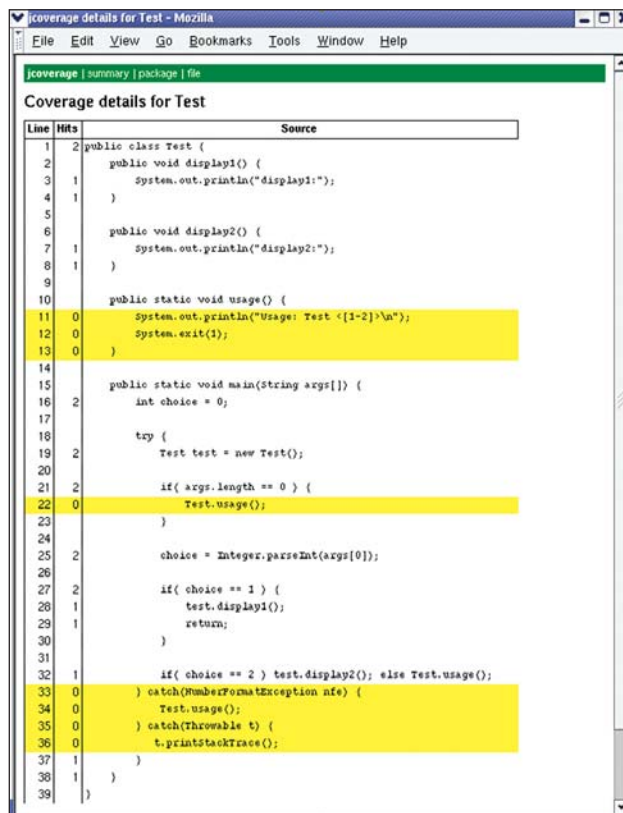 jcoverage details for Test - Mozilla
File Edit View Go Bookmarks Tools Window Help
jcoverage | summary | package | file
Coverage details for Test
Line Hits Source
1 2 public class Test {
2 public void display1() {
3 1 System.out.println("display1:");
4 1 }
5
6 public void display2() {
7 1 System.out.println("display2:");
8 1 }
9
10 public static void usage() {
11 0 System.out.println("Usage: Test <[1-2]>\n");
12 0 System.exit(1);
13 0 }
14
15 public static void main(String args[]) {
16 2 int choice = 0;
17
18 try {
19 2 Test test = new Test();
20
21 2 if( args.length == 0 ) {
22 0 Test.usage();
23 }
24
25 2 choice = Integer.parseInt(args[0]);
26
27 2 if( choice == 1 ) {
28 1 test.display1();
29 1 return;
30 }
31
32 1 if( choice == 2 ) test.display2(); else Test.usage();
33 0 } catch(NumberFormatException nfe) {
34 0 Test.usage();
35 0 } catch(Throwable t) {
36 0 t.printStackTrace();
37 1 }
38 1 }
39 }